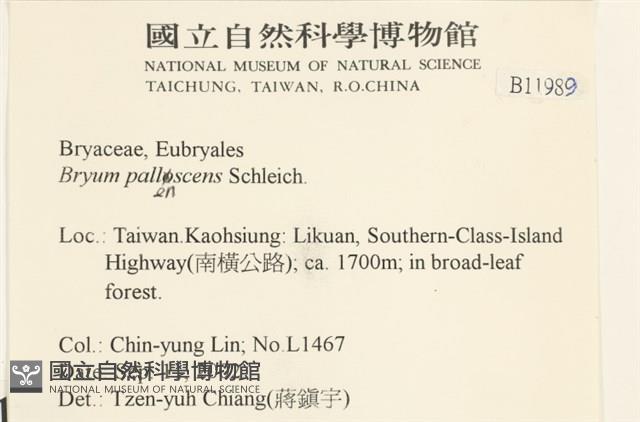 國立自然科學博物館
NATIONAL MUSEUM OF NATURAL SCIENCE
TAICHUNG, TAIWAN, R.O.CHINA
B11989
Bryaceae, Eubryales
Bryum palloscens Schleich.
en
Loc.: Taiwan.Kaohsiung: Likuan, Southern-Class-Island
Highway(南橫公路); ca. 1700m; in broad-leaf
forest.
Col.: Chin-yung Lin; No.L1467
國立自然科學博物館
NATIONAL MUSEUM OF NATURAL SCIENCE
Det.: Tzen-yuh Chiang(蔣鎮宇)